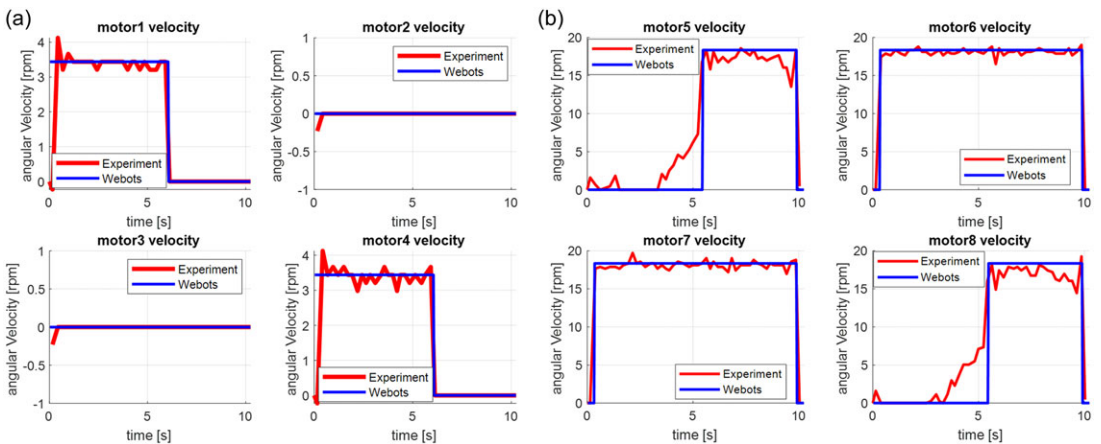 (a)
motor1 velocity
angular Velocity [rpm]
4
3
2
1
0
Experiment
Webots
0
5
10
time [s]
motor2 velocity
angular Velocity [rpm]
1
0.5
0
-0.5
-1
Experiment
Webots
0
5
10
time [s]
motor3 velocity
angular Velocity [rpm]
1
0.5
0
-0.5
-1
Experiment
Webots
0
5
10
time [s]
motor4 velocity
angular Velocity [rpm]
4
3
2
1
0
Experiment
Webots
0
5
10
time [s]
(b)
motor5 velocity
angular Velocity [rpm]
20
15
10
5
0
Experiment
Webots
0
5
10
time [s]
motor6 velocity
angular Velocity [rpm]
20
15
10
5
0
Experiment
Webots
0
5
10
time [s]
motor7 velocity
angular Velocity [rpm]
20
15
10
5
0
Experiment
Webots
0
5
10
time [s]
motor8 velocity
angular Velocity [rpm]
20
15
10
5
0
Experiment
Webots
0
5
10
time [s]